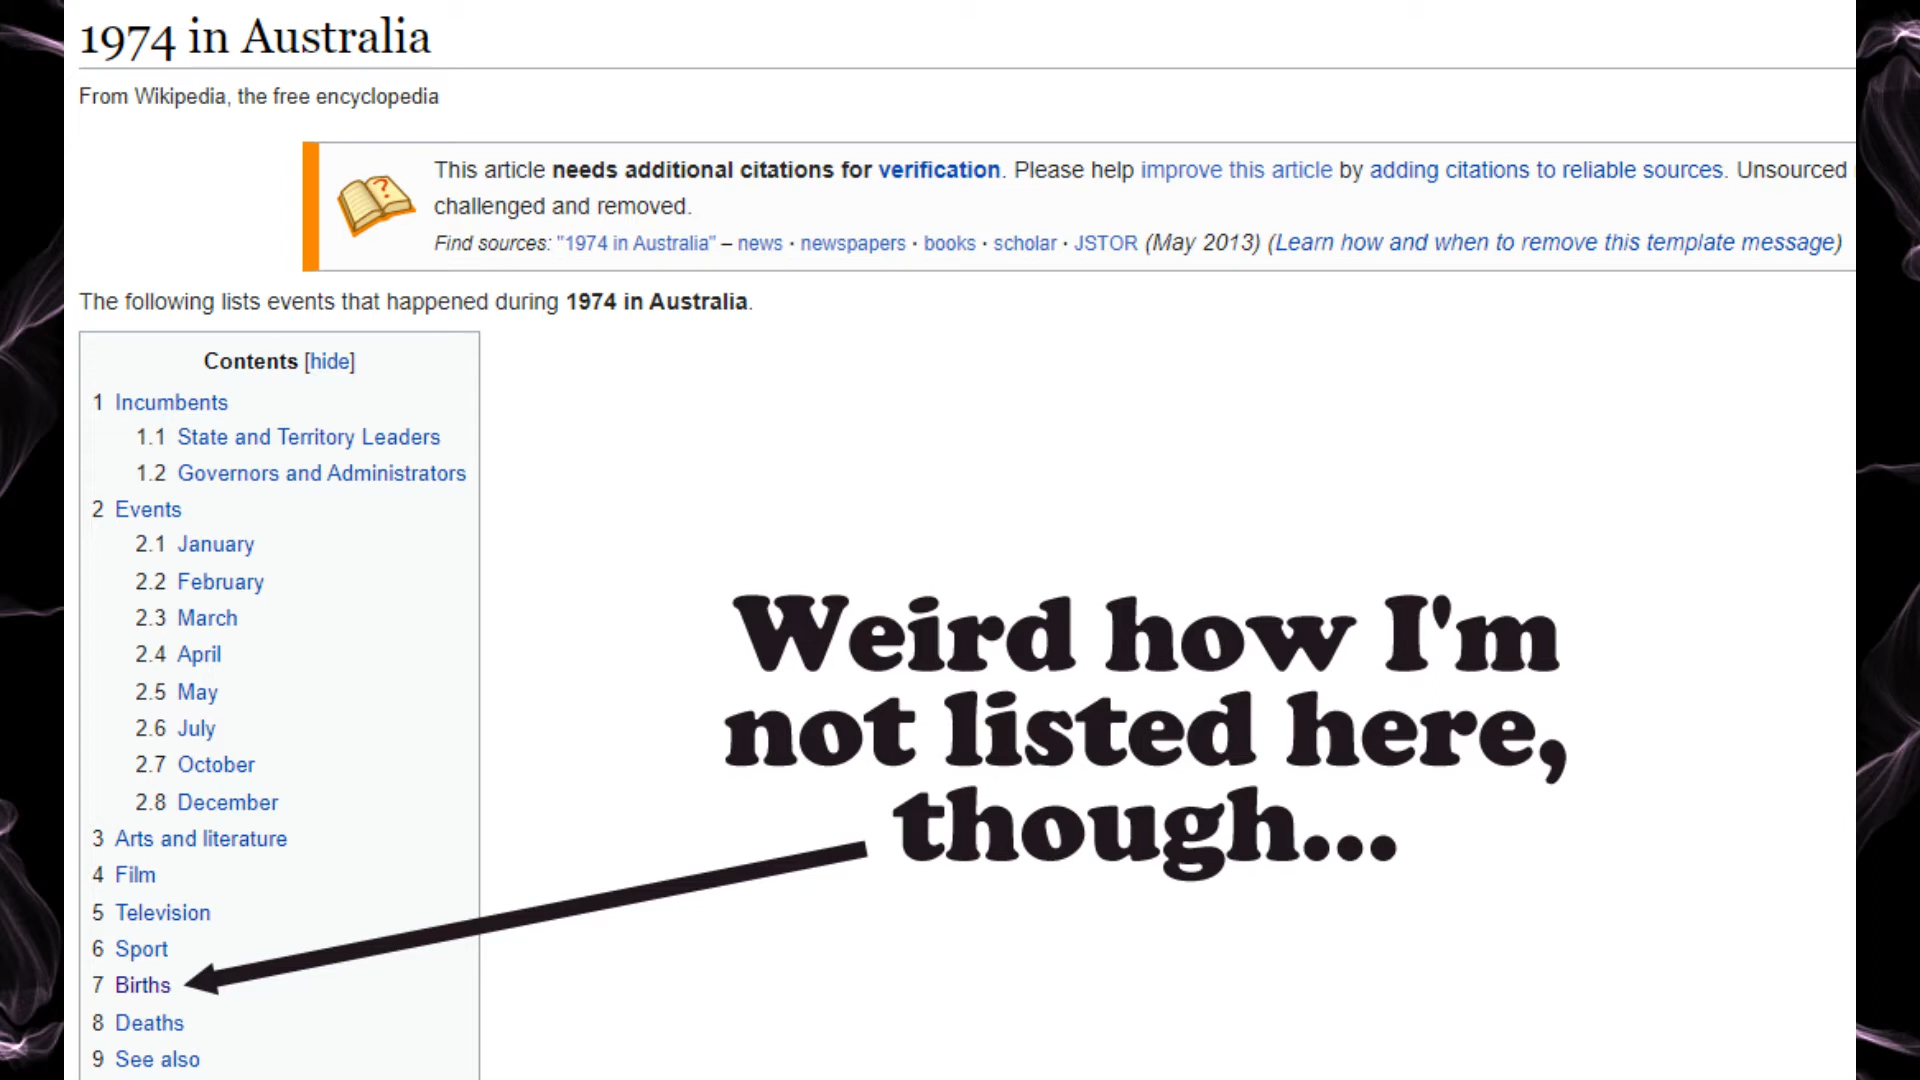 1974 in Australia
From Wikipedia, the free encyclopedia
This article needs additional citations for verification. Please help improve this article by adding citations to reliable sources. Unsourced
challenged and removed.
Find sources: "1974 in Australia" – news · newspapers · books · scholar · JSTOR (May 2013) (Learn how and when to remove this template message)
The following lists events that happened during 1974 in Australia.
Contents [hide]
1 Incumbents
1.1 State and Territory Leaders
1.2 Governors and Administrators
2 Events
2.1 January
2.2 February
2.3 March
2.4 April
2.5 May
2.6 July
2.7 October
2.8 December
3 Arts and literature
4 Film
5 Television
6 Sport
7 Births
8 Deaths
9 See also
Weird how I'm
not listed here,
though...